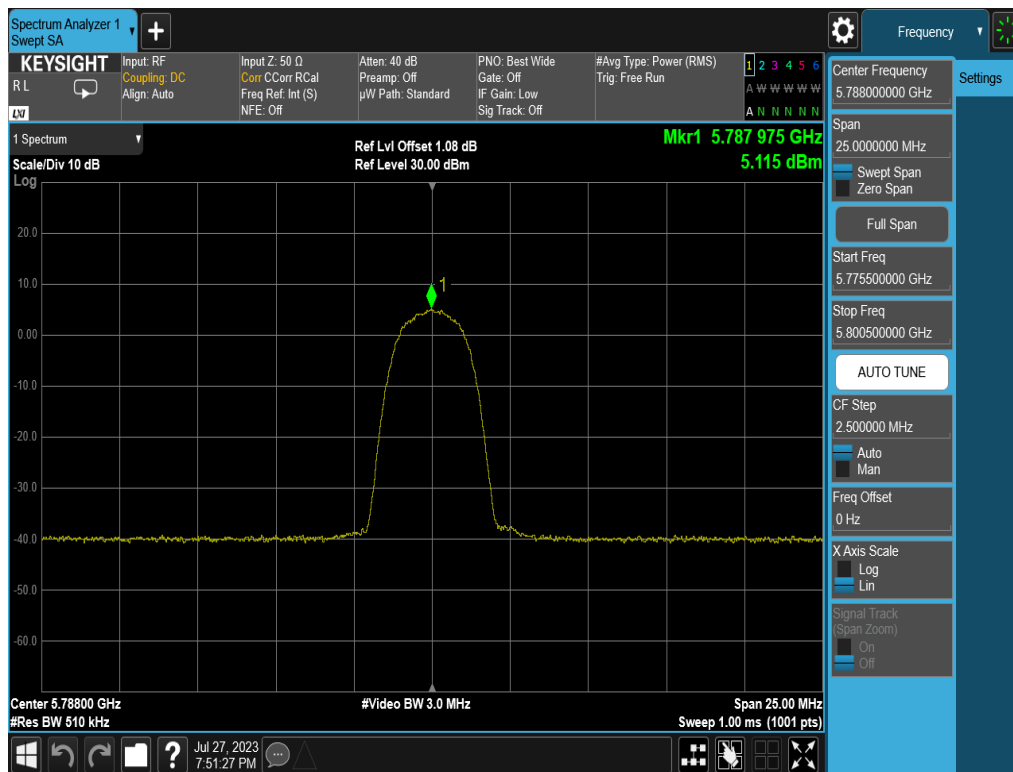 Spectrum Analyzer 1
Swept SA
Frequency
KEYSIGHT
R L
LXI
Input: RF
Coupling: DC
Align: Auto
Input Z: 50 Ω
Corr CCorr RCal
Freq Ref: Int (S)
NFE: Off
Atten: 40 dB
Preamp: Off
µW Path: Standard
PNO: Best Wide
Gate: Off
IF Gain: Low
Sig Track: Off
#Avg Type: Power (RMS)
Trig: Free Run
1 2 3 4 5 6
A W W W W W
A N N N N N
1 Spectrum
Scale/Div 10 dB
Ref Lvl Offset 1.08 dB
Ref Level 30.00 dBm
Mkr1 5.787 975 GHz
5.115 dBm
Log
20.0
10.0
0.00
-10.0
-20.0
-30.0
-40.0
-50.0
-60.0
1
Center 5.78800 GHz
#Res BW 510 kHz
#Video BW 3.0 MHz
Span 25.00 MHz
Sweep 1.00 ms (1001 pts)
Center Frequency
5.788000000 GHz
Settings
Span
25.0000000 MHz
Swept Span
Zero Span
Full Span
Start Freq
5.775500000 GHz
Stop Freq
5.800500000 GHz
AUTO TUNE
CF Step
2.500000 MHz
Auto
Man
Freq Offset
0 Hz
X Axis Scale
Log
Lin
Signal Track
(Span Zoom)
On
Off
?
Jul 27, 2023
7:51:27 PM